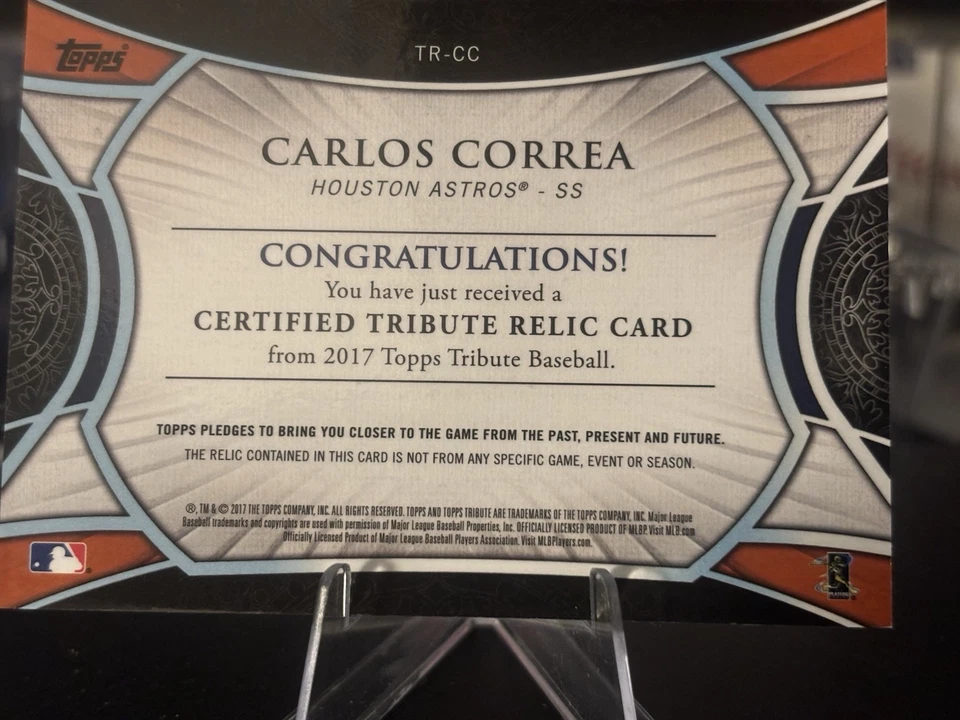 topps®
TR-CC
CARLOS CORREA
HOUSTON ASTROS® - SS
CONGRATULATIONS!
You have just received a
CERTIFIED TRIBUTE RELIC CARD
from 2017 Topps Tribute Baseball.
TOPPS PLEDGES TO BRING YOU CLOSER TO THE GAME FROM THE PAST, PRESENT AND FUTURE.
THE RELIC CONTAINED IN THIS CARD IS NOT FROM ANY SPECIFIC GAME, EVENT OR SEASON.
®, TM & © 2017 THE TOPPS COMPANY, INC. ALL RIGHTS RESERVED. TOPPS AND TOPPS TRIBUTE ARE TRADEMARKS OF THE TOPPS COMPANY, INC. Major League
Baseball trademarks and copyrights are used with permission of Major League Baseball Properties, Inc. OFFICIALLY LICENSED PRODUCT OF MLBP. Visit MLB.com
Officially Licensed Product of Major League Baseball Players Association. Visit MLBPlayers.com.